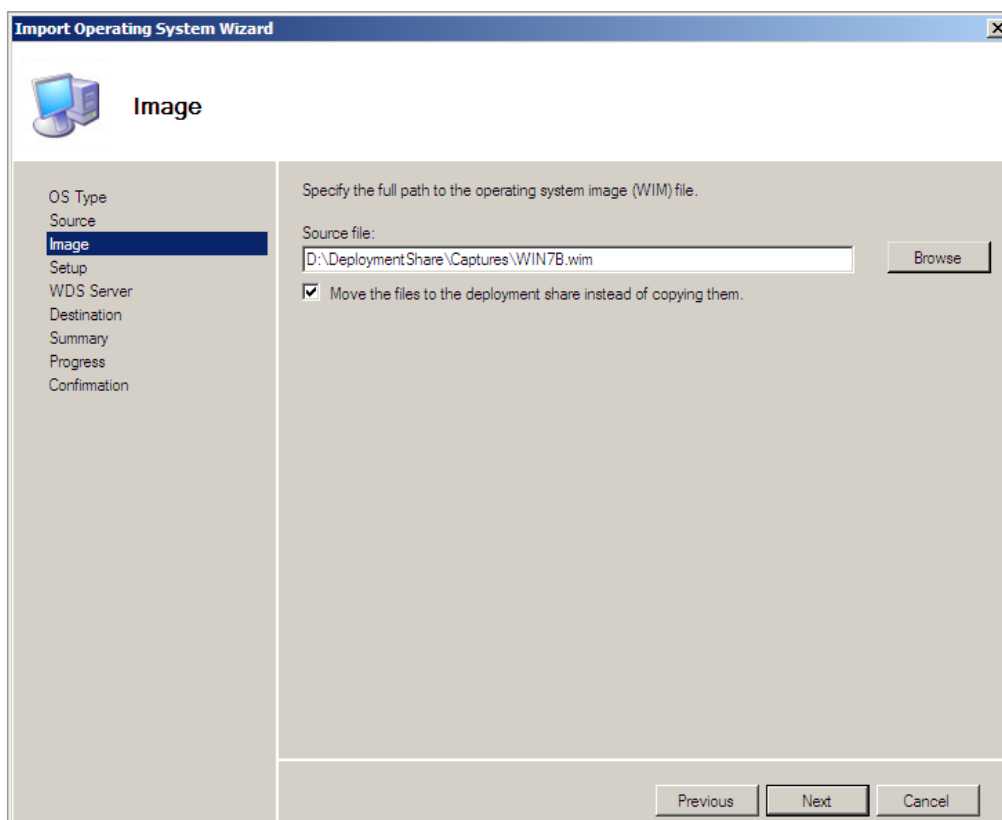 Import Operating System Wizard
Image
OS Type
Source
Image
Setup
WDS Server
Destination
Summary
Progress
Confirmation
Specify the full path to the operating system image (WIM) file.
Source file:
D:\DeploymentShare\Captures\WIN7B.wim
Browse
Move the files to the deployment share instead of copying them.
Previous
Next
Cancel